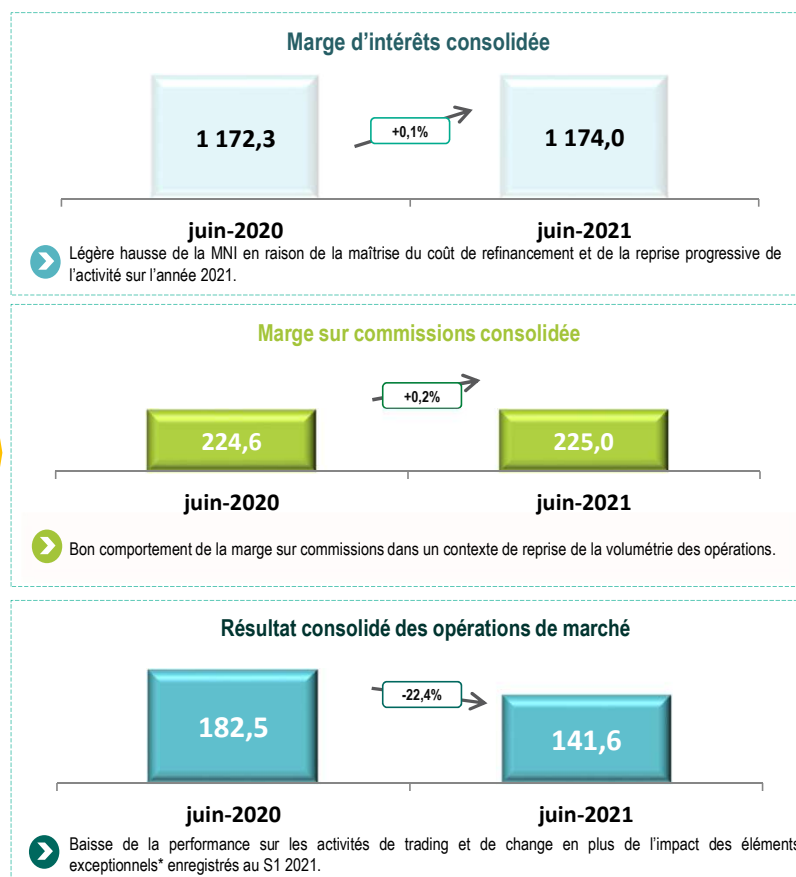 Marge d’intérêts consolidée
1 172,3
+0,1%
1 174,0
juin-2020
juin-2021
Légère hausse de la MNI en raison de la maîtrise du coût de refinancement et de la reprise progressive de
l’activité sur l’année 2021.
Marge sur commissions consolidée
+0,2%
224,6
225,0
juin-2020
juin-2021
Bon comportement de la marge sur commissions dans un contexte de reprise de la volumétrie des opérations.
Résultat consolidé des opérations de marché
-22,4%
182,5
141,6
juin-2020
juin-2021
Baisse de la performance sur les activités de trading et de change en plus de l’impact des éléments
exceptionnels* enregistrés au S1 2021.